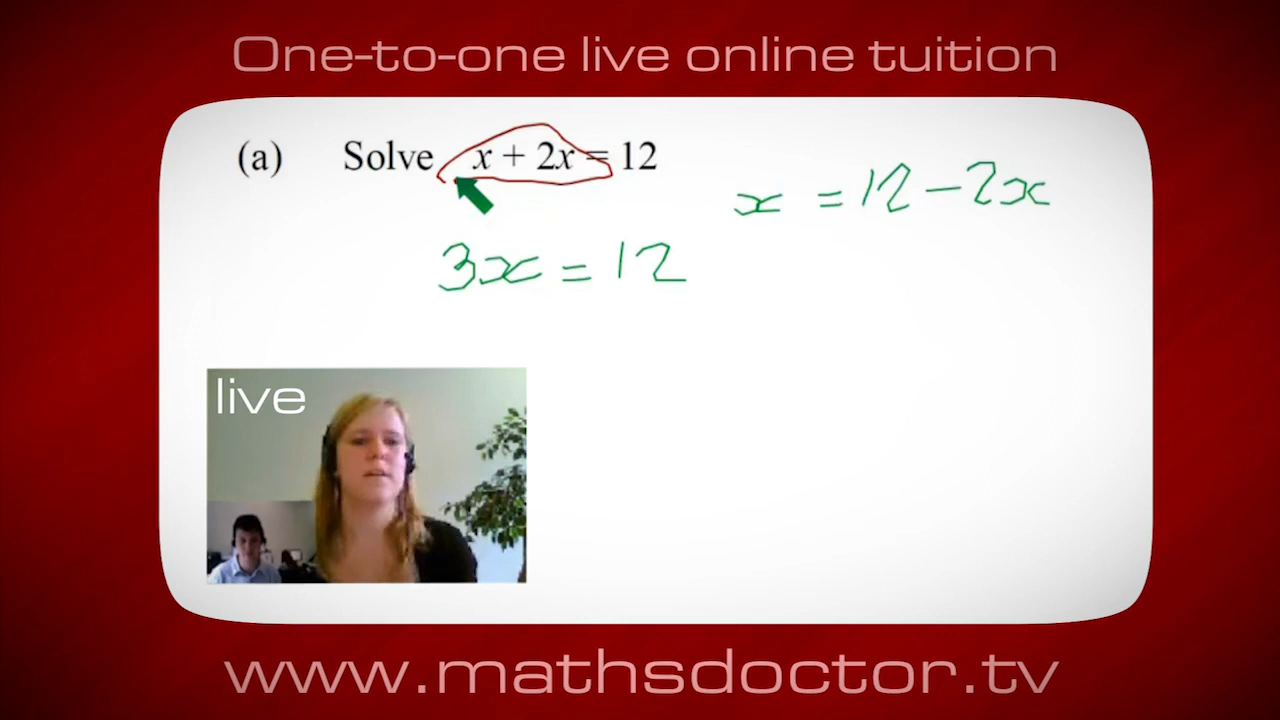 One-to-one live online tuition
(a) Solve x + 2x = 12
x = 12 - 2x
3x = 12
live
www.mathsdoctor.tv